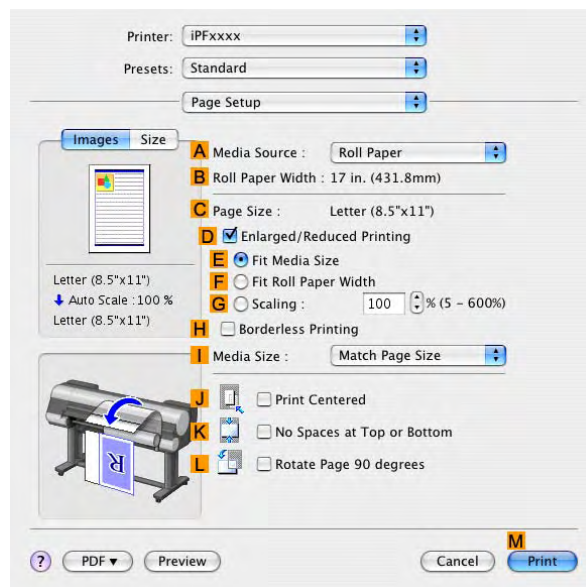 Printer: iPFxxxx
Presets: Standard
Page Setup
Images Size
A Media Source : Roll Paper
B Roll Paper Width : 17 in. (431.8mm)
C Page Size : Letter (8.5"x11")
D Enlarged/Reduced Printing
E Fit Media Size
F Fit Roll Paper Width
G Scaling : 100 % (5 - 600%)
H Borderless Printing
I Media Size : Match Page Size
Letter (8.5"x11")
Auto Scale :100 %
Letter (8.5"x11")
J Print Centered
K No Spaces at Top or Bottom
L Rotate Page 90 degrees
R
M
? PDF Preview Cancel Print